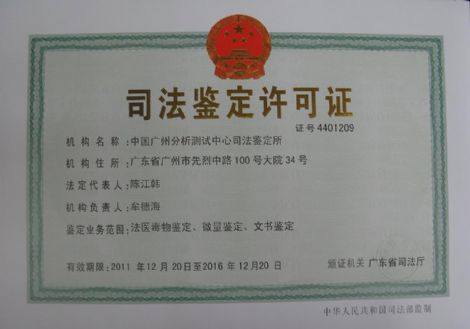 司法鉴定许可证
证号 4401209
机构名称：中国广州分析测试中心司法鉴定所
机构住所：广东省广州市先烈中路 100 号大院 34 号
法定代表人：陈江韩
机构负责人：牟德海
鉴定业务范围：法医毒物鉴定、微量鉴定、文书鉴定
有效期限：2011 年 12 月 20 日至 2016 年 12 月 20 日 颁证机关 广东省司法厅
中华人民共和国司法部监制